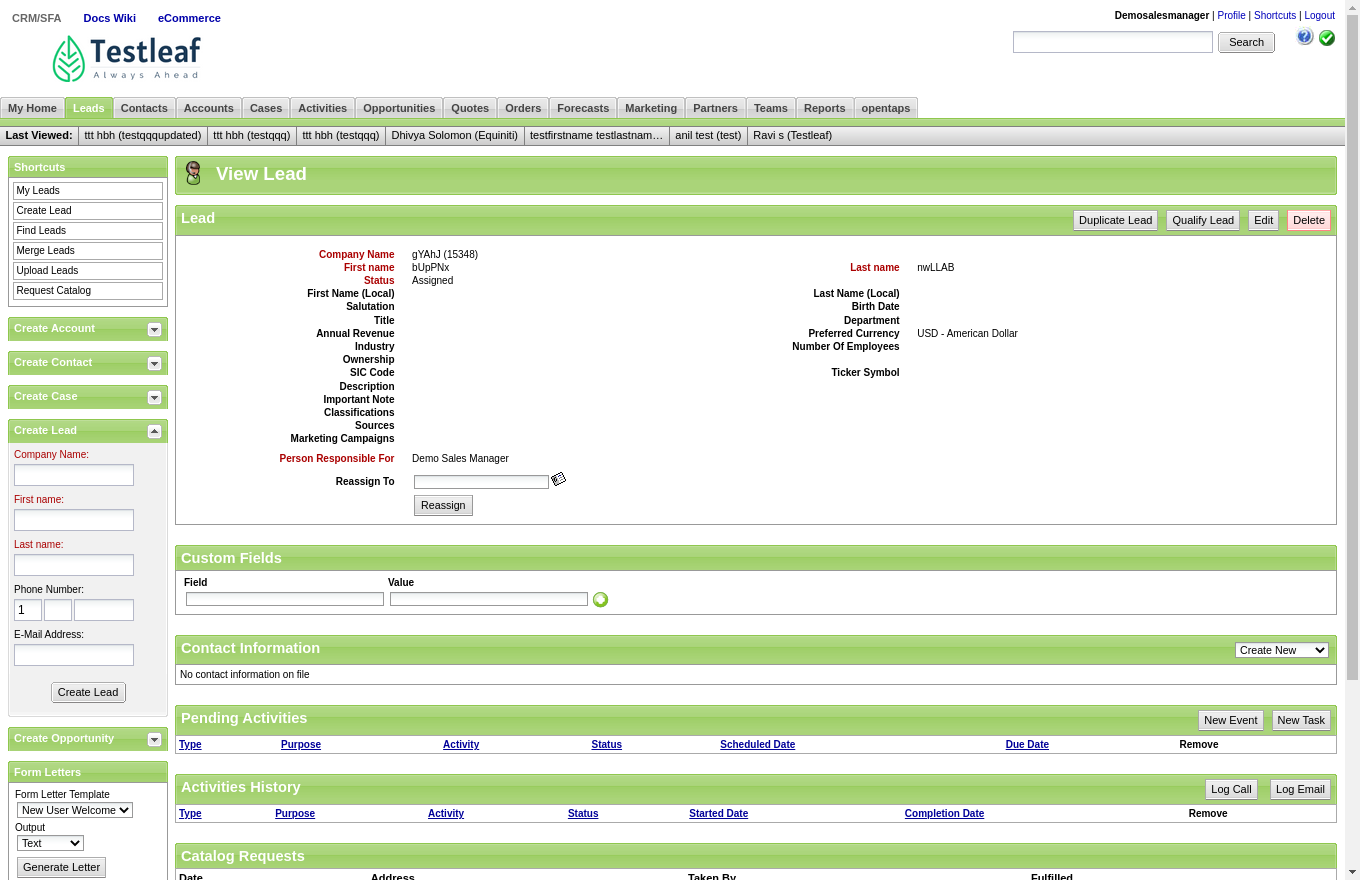 CRM/SFA Docs Wiki eCommerce
Demosalesmanager | Profile | Shortcuts | Logout
Testleaf
Always Ahead
Search
My Home Leads Contacts Accounts Cases Activities Opportunities Quotes Orders Forecasts Marketing Partners Teams Reports opentaps
Last Viewed: ttt hbh (testqqqupdated) ttt hbh (testqqq) ttt hbh (testqqq) Dhivya Solomon (Equiniti) testfirstname testlastnam… anil test (test) Ravi s (Testleaf)
Shortcuts
My Leads
Create Lead
Find Leads
Merge Leads
Upload Leads
Request Catalog
Create Account
Create Contact
Create Case
Create Lead
Company Name:
First name:
Last name:
Phone Number:
1
E-Mail Address:
Create Lead
Create Opportunity
Form Letters
Form Letter Template
New User Welcome
Output
Text
Generate Letter
View Lead
Lead Duplicate Lead Qualify Lead Edit Delete
Company Name gYAhJ (15348)
First name bUpPNx Last name nwLLAB
Status Assigned
First Name (Local) Last Name (Local)
Salutation Birth Date
Title Department
Annual Revenue Preferred Currency USD - American Dollar
Industry Number Of Employees
Ownership
SIC Code Ticker Symbol
Description
Important Note
Classifications
Sources
Marketing Campaigns
Person Responsible For Demo Sales Manager
Reassign To
Reassign
Custom Fields
Field Value
Contact Information Create New
No contact information on file
Pending Activities New Event New Task
Type Purpose Activity Status Scheduled Date Due Date Remove
Activities History Log Call Log Email
Type Purpose Activity Status Started Date Completion Date Remove
Catalog Requests
Date Address Taken By Fulfilled